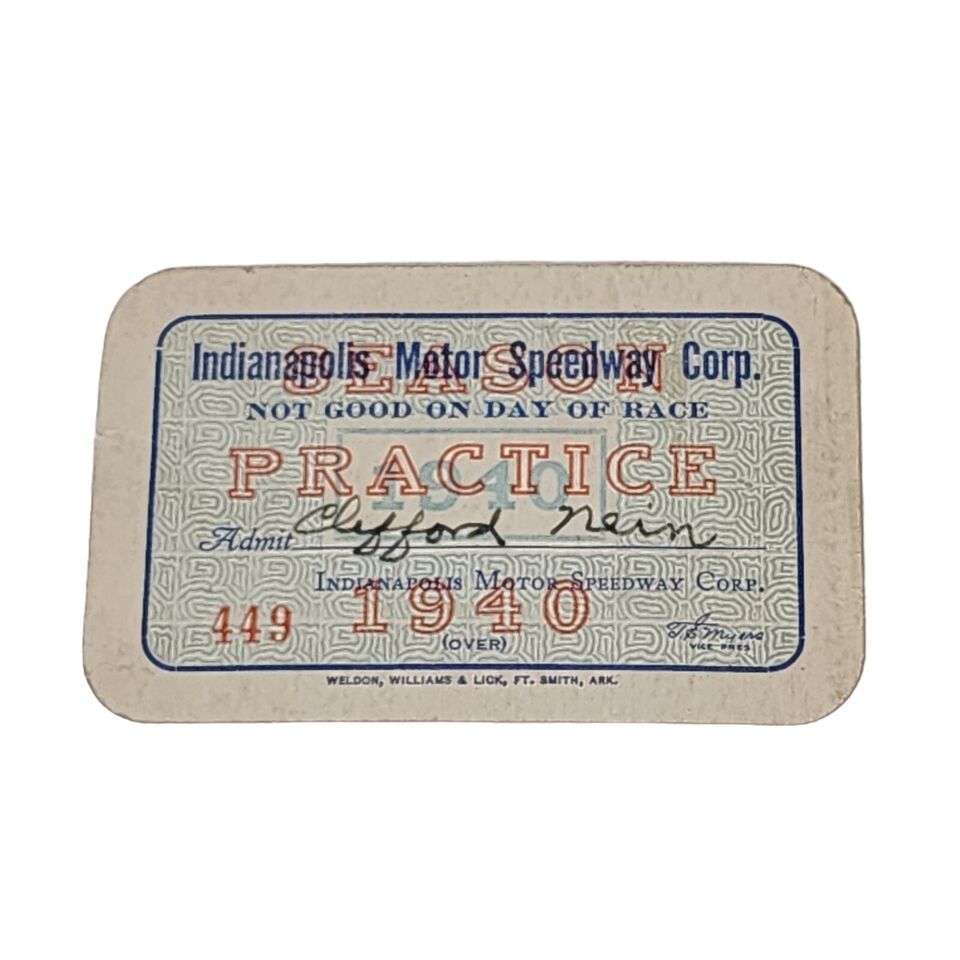 SEASON
Indianapolis Motor Speedway Corp.
NOT GOOD ON DAY OF RACE
PRACTICE
1940
Admit Clifford Nein
INDIANAPOLIS MOTOR SPEEDWAY CORP.
449 1940
(OVER)
T E Myers
VICE PRES
WELDON, WILLIAMS & LICK, FT. SMITH, ARK.